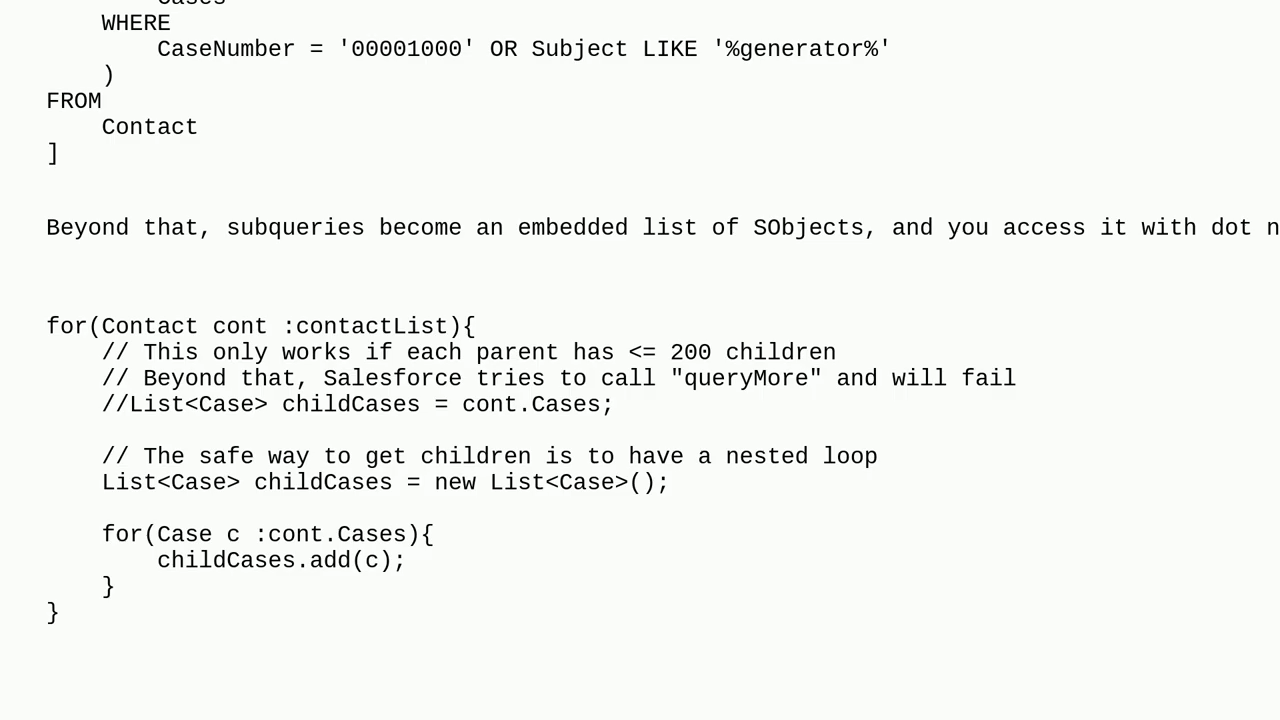 Cases
WHERE
CaseNumber = '00001000' OR Subject LIKE '%generator%'
)
FROM
Contact
]
Beyond that, subqueries become an embedded list of SObjects, and you access it with dot n
for(Contact cont :contactList){
// This only works if each parent has <= 200 children
// Beyond that, Salesforce tries to call "queryMore" and will fail
//List<Case> childCases = cont.Cases;
// The safe way to get children is to have a nested loop
List<Case> childCases = new List<Case>();
for(Case c :cont.Cases){
childCases.add(c);
}
}